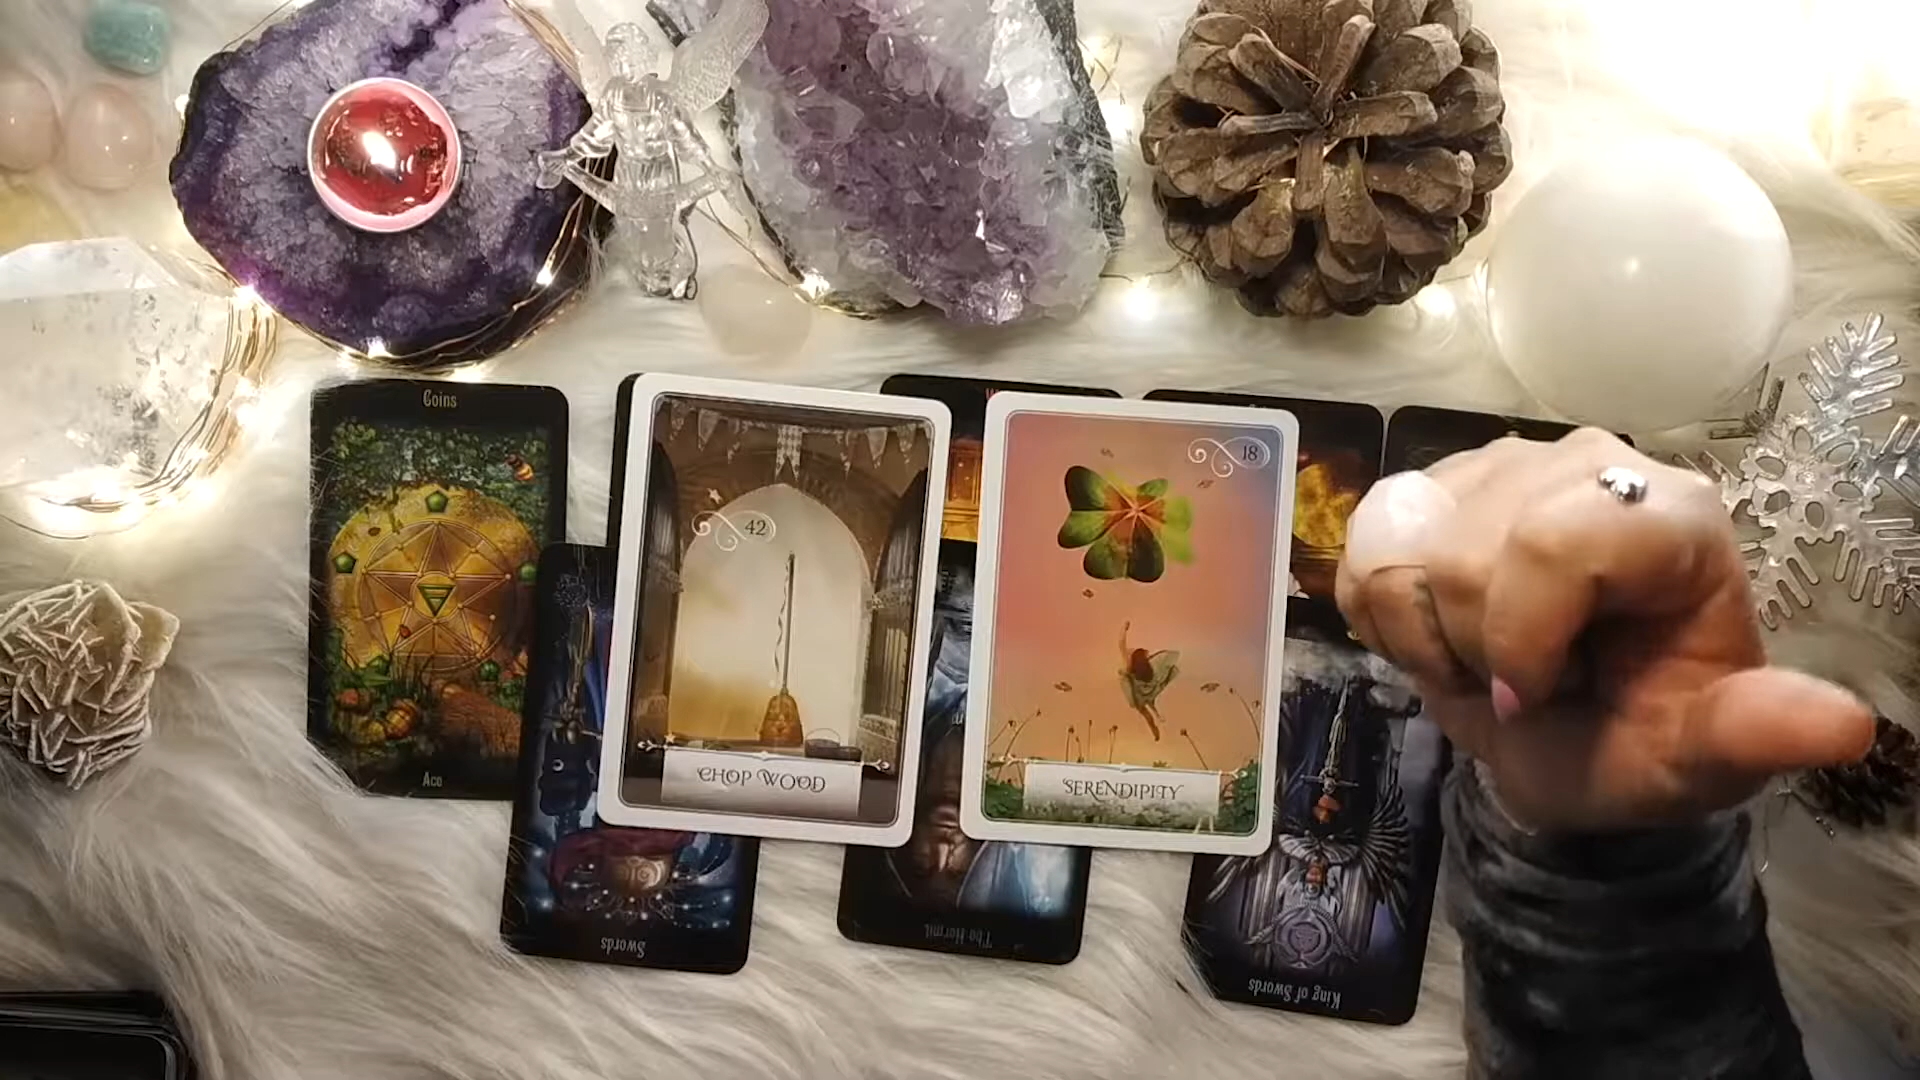 Coins
Ace
42
CHOP WOOD
18
SERENDIPITY
Swords
The Hermit
King of Swords